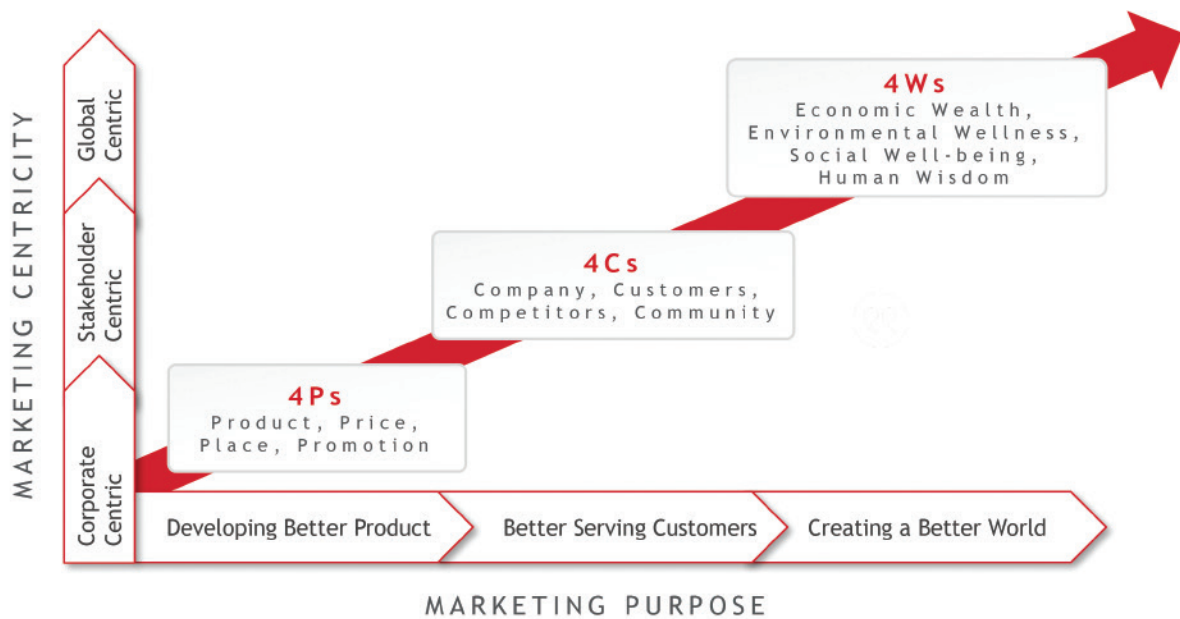 MARKETING CENTRICITY
Global
Centric
Stakeholder
Centric
Corporate
Centric
4Ws
Economic Wealth,
Environmental Wellness,
Social Well-being,
Human Wisdom
4Cs
Company, Customers,
Competitors, Community
4Ps
Product, Price,
Place, Promotion
Developing Better Product
Better Serving Customers
Creating a Better World
MARKETING PURPOSE